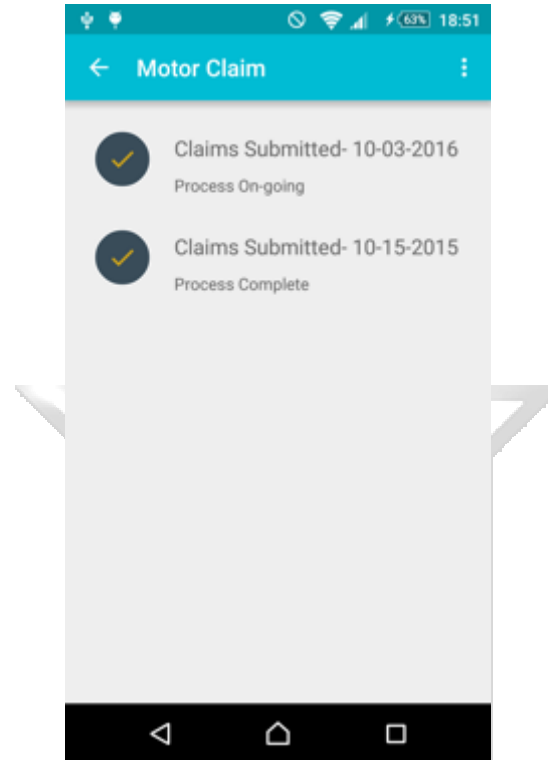 63% 18:51
Motor Claim
Claims Submitted- 10-03-2016
Process On-going
Claims Submitted- 10-15-2015
Process Complete